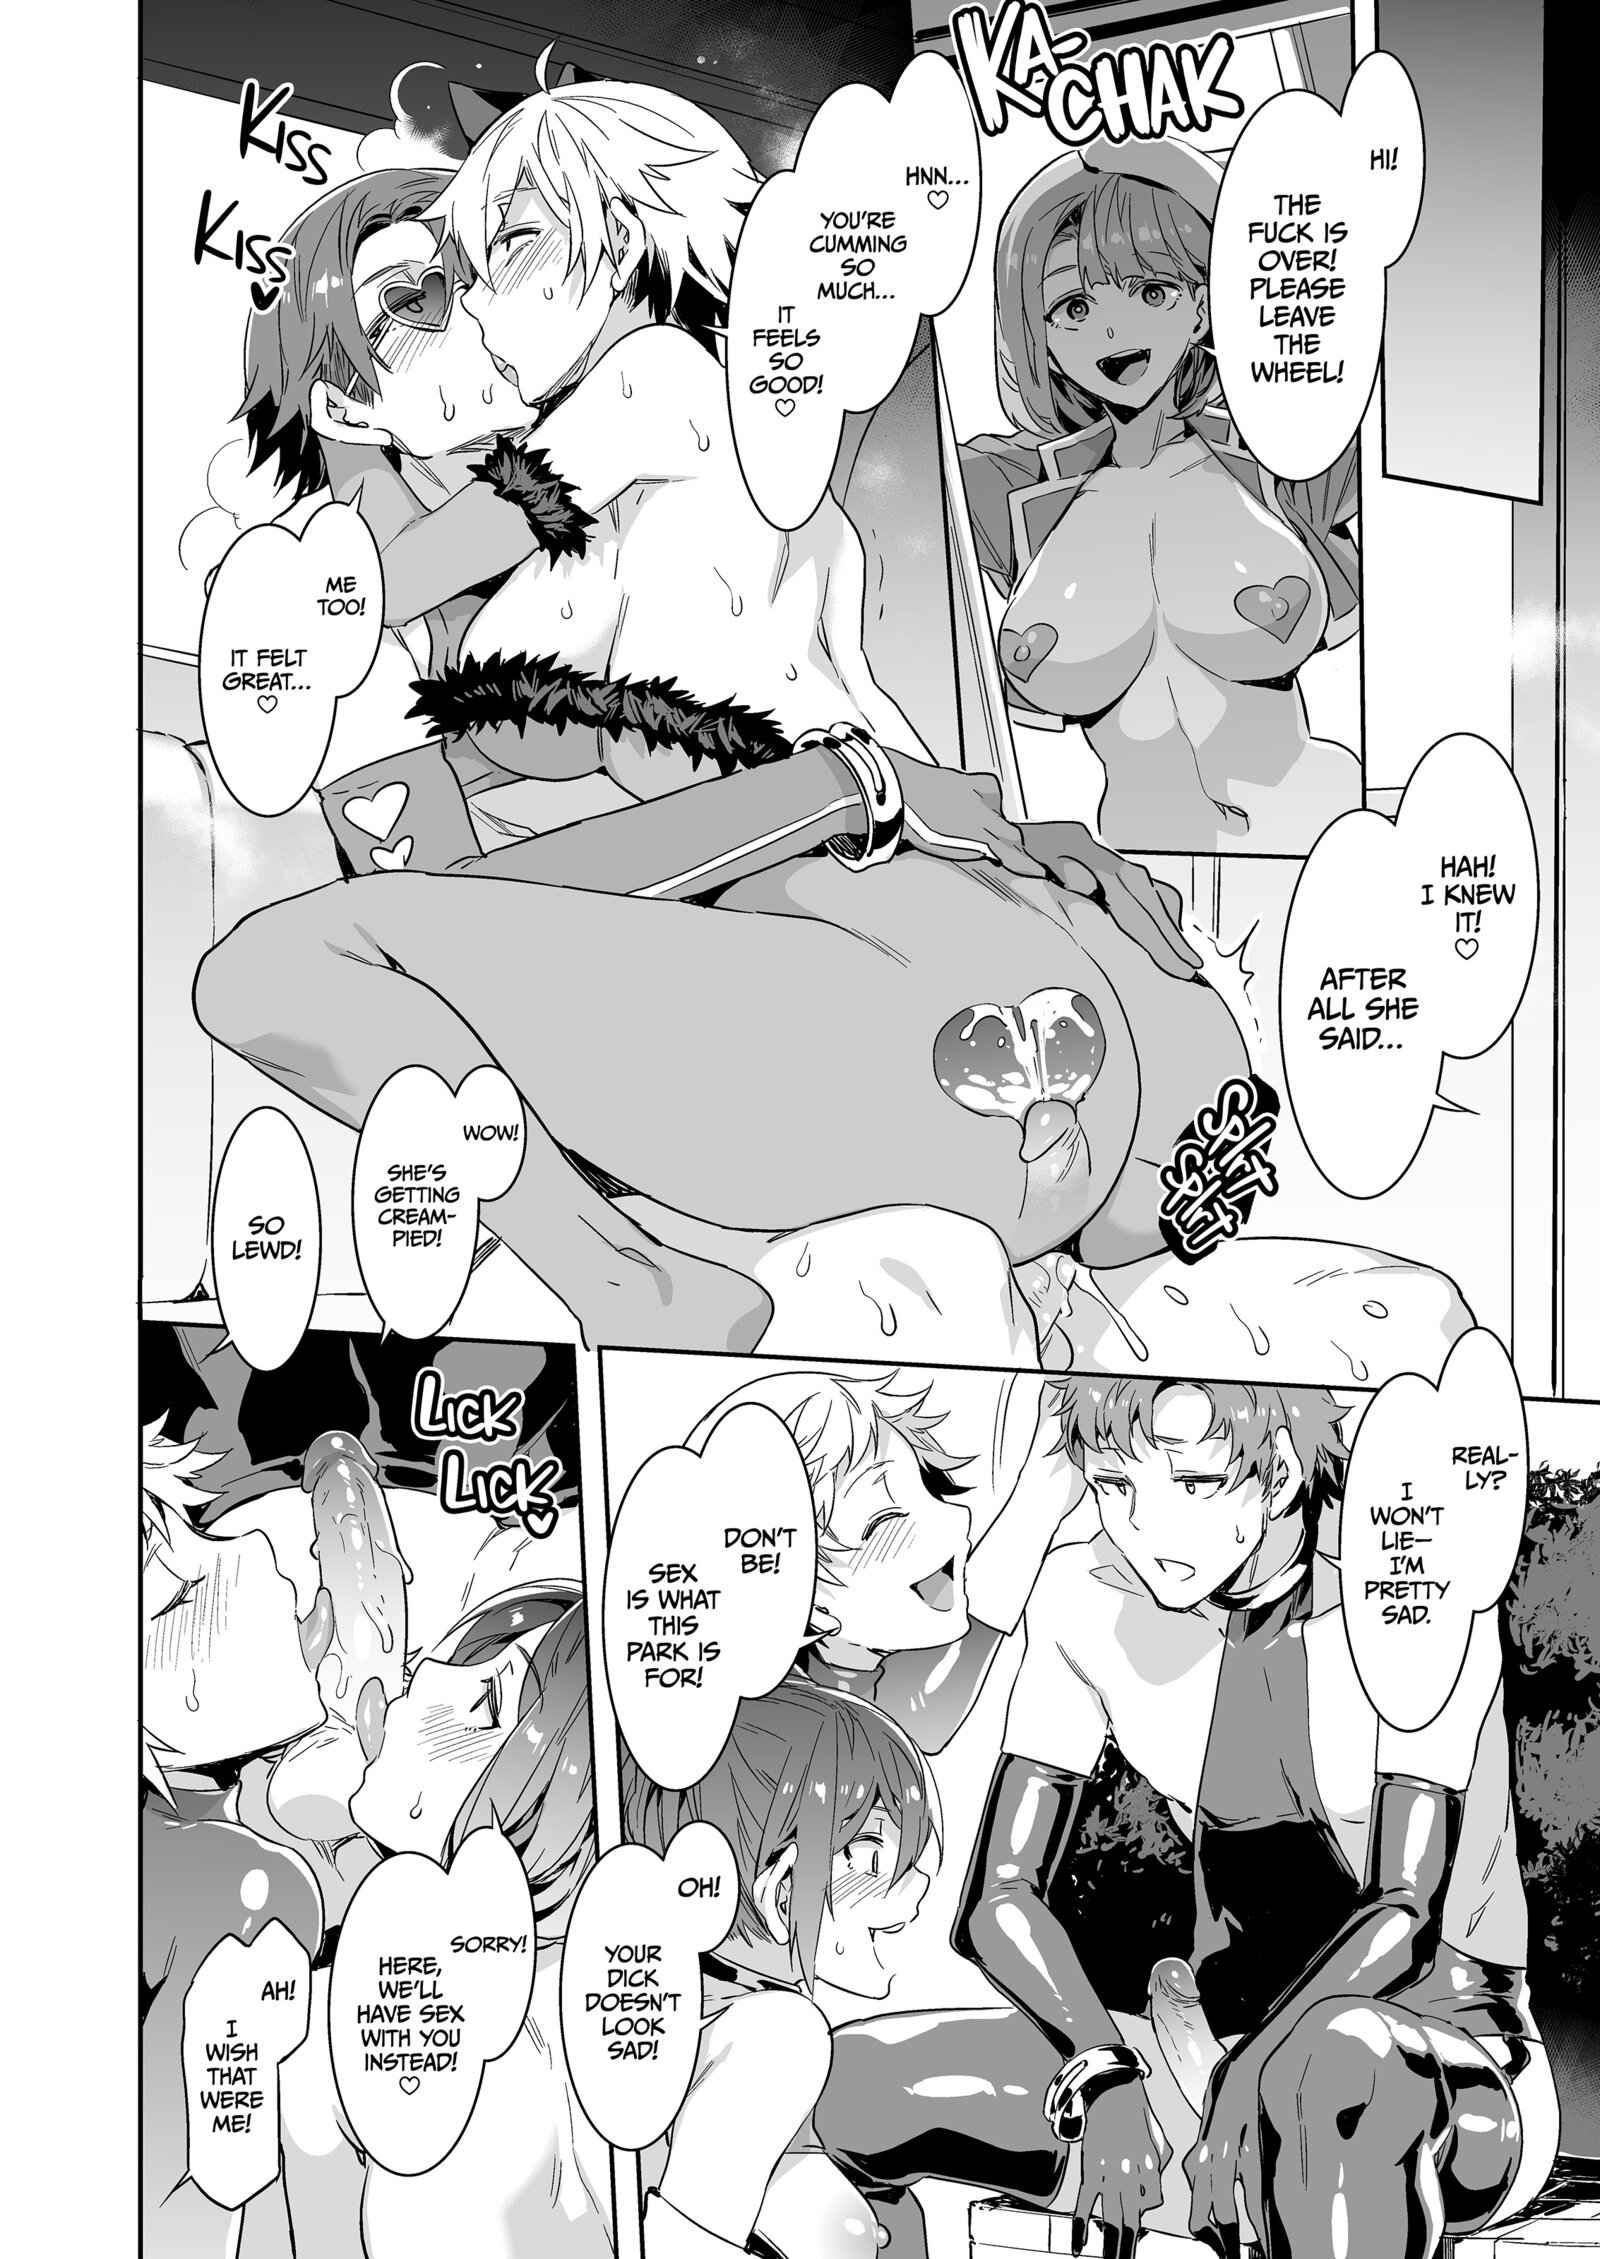 KA-
CHAK
HI!
THE
FUCK IS
OVER!
PLEASE
LEAVE
THE
WHEEL!
HNN...
♡
YOU'RE
CUMMING
SO
MUCH...
IT
FEELS
SO
GOOD!
♡
KISS
KISS
ME
TOO!
IT FELT
GREAT...
♡
HAH!
I KNEW
IT!
♡
AFTER
ALL SHE
SAID...
SPLRT
SPLRT
WOW!
SHE'S
GETTING
CREAM-
PIED!
SO
LEWD!
REAL-
LY?
I
WON'T
LIE—
I'M
PRETTY
SAD.
DON'T
BE!
SEX
IS WHAT
THIS
PARK IS
FOR!
OH!
YOUR
DICK
DOESN'T
LOOK
SAD!
LICK
LICK
SORRY!
HERE,
WE'LL
HAVE SEX
WITH YOU
INSTEAD!
♡
AH!
I
WISH
THAT
WERE
ME!